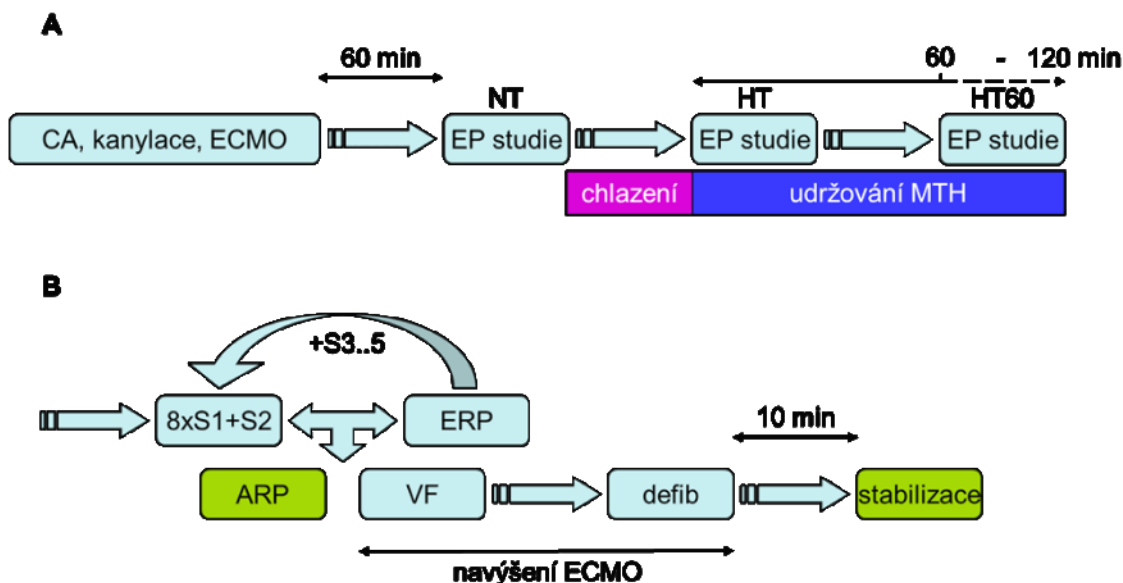 A
60 min
60 - 120 min
NT
HT
HT60
CA, kanylace, ECMO
EP studie
EP studie
EP studie
chlazení
udržování MTH
B
+S3..5
8xS1+S2
ERP
10 min
ARP
VF
defib
stabilizace
navýšení ECMO